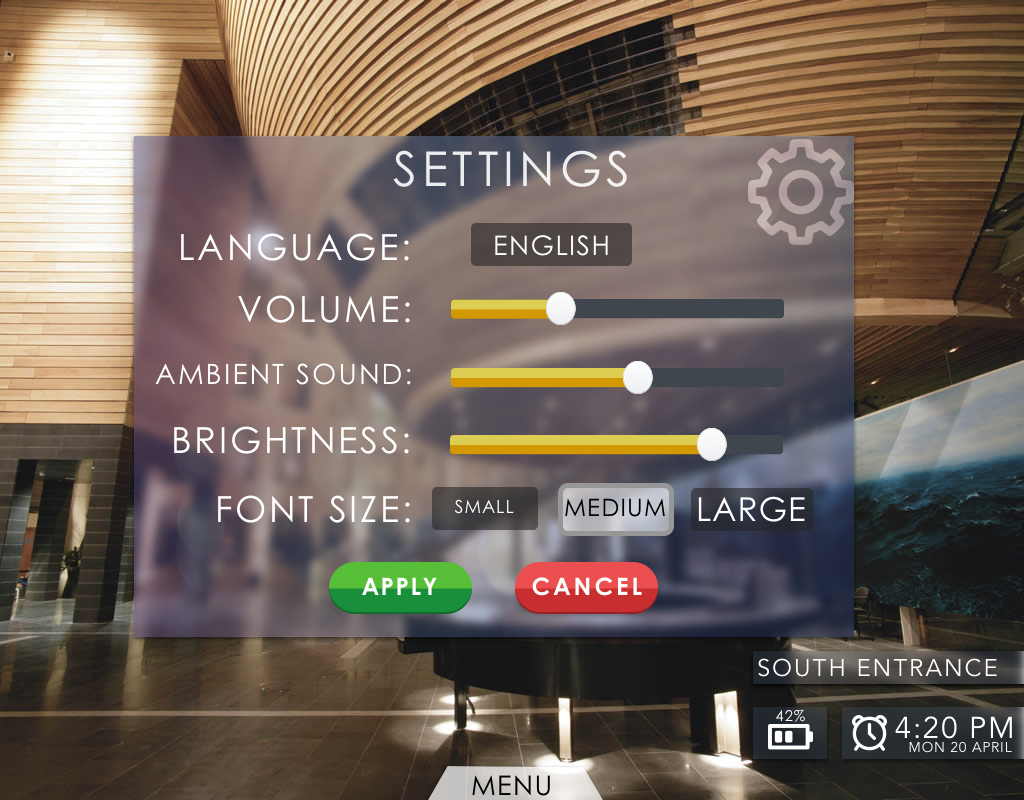 SETTINGS
LANGUAGE: ENGLISH
VOLUME:
AMBIENT SOUND:
BRIGHTNESS:
FONT SIZE: SMALL MEDIUM LARGE
APPLY CANCEL
SOUTH ENTRANCE
42%
4:20 PM
MON 20 APRIL
MENU